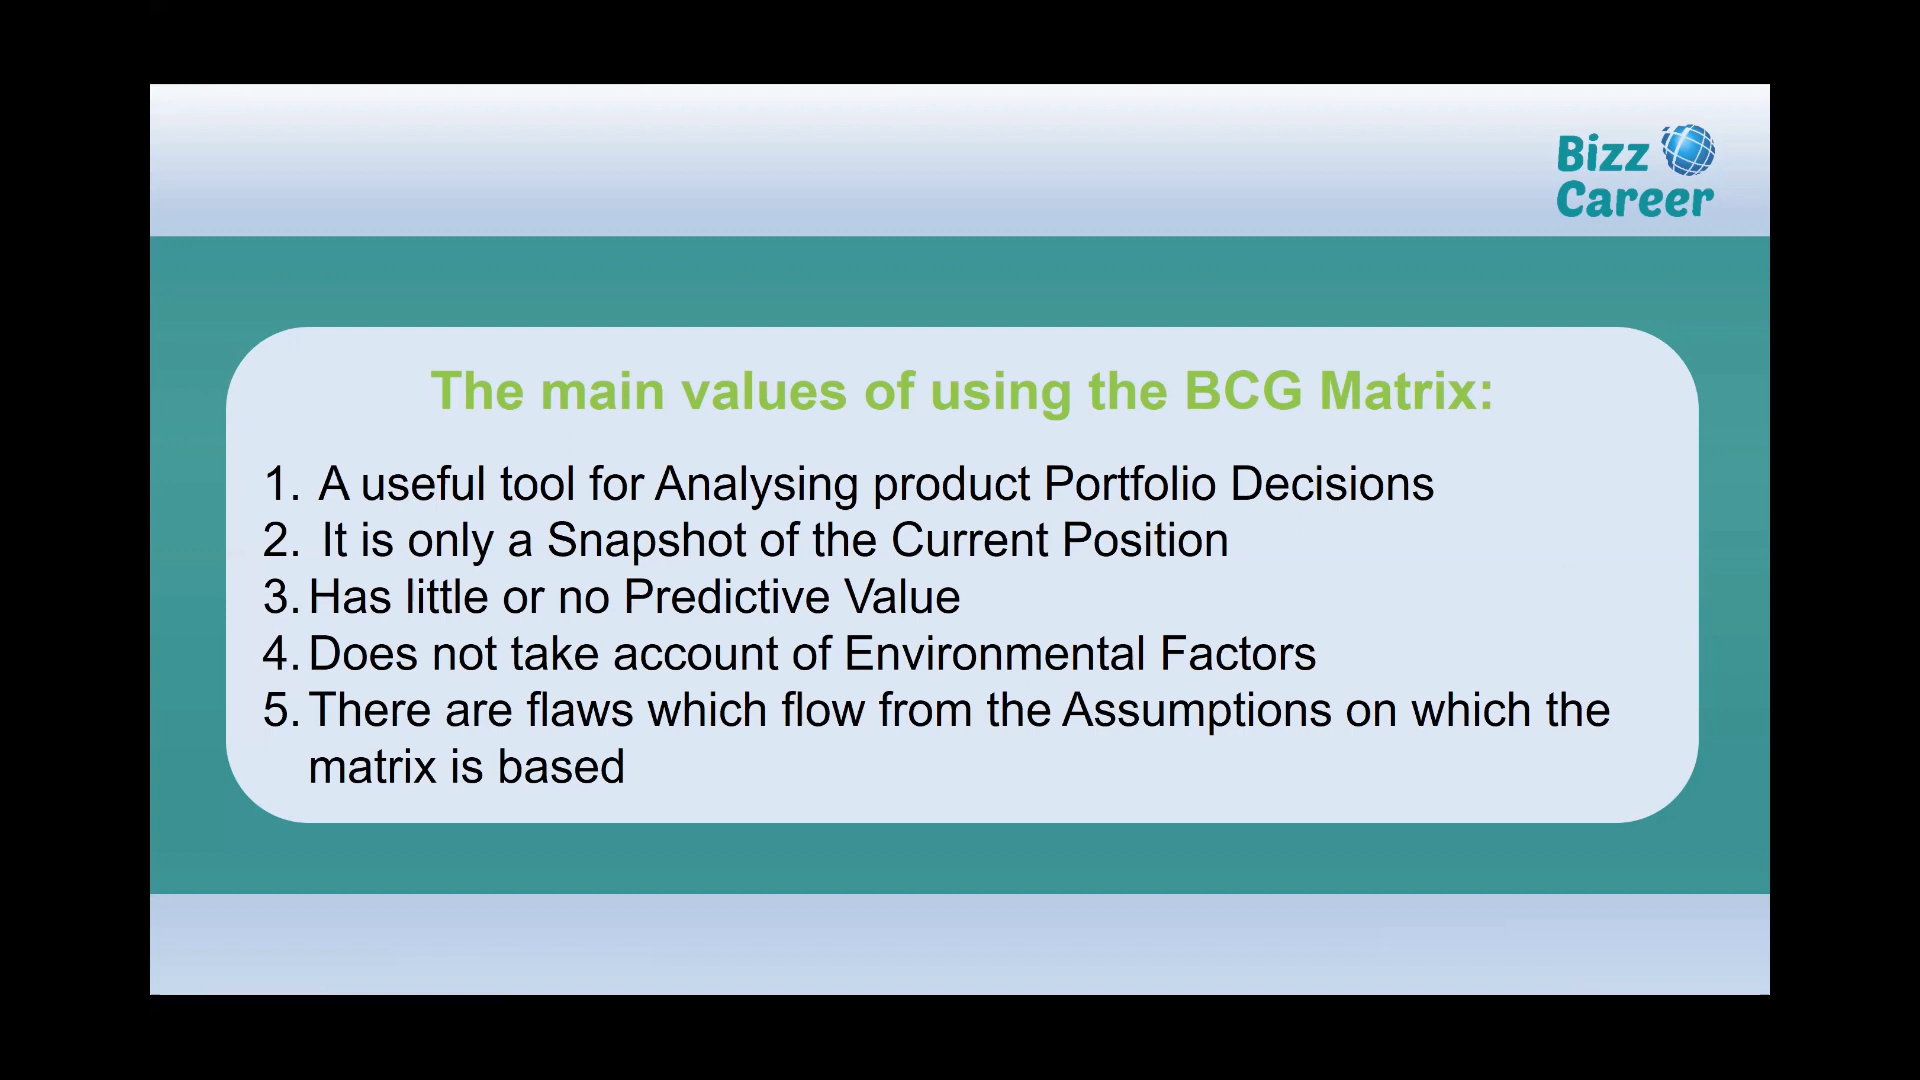 Bizz
Career
The main values of using the BCG Matrix:
1. A useful tool for Analysing product Portfolio Decisions
2. It is only a Snapshot of the Current Position
3. Has little or no Predictive Value
4. Does not take account of Environmental Factors
5. There are flaws which flow from the Assumptions on which the
matrix is based